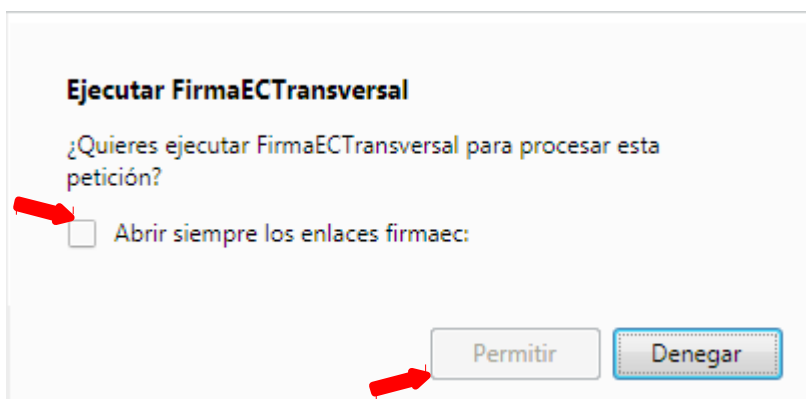 Ejecutar FirmaECTransversal
¿Quieres ejecutar FirmaECTransversal para procesar esta
petición?
Abrir siempre los enlaces firmaec:
Permitir Denegar